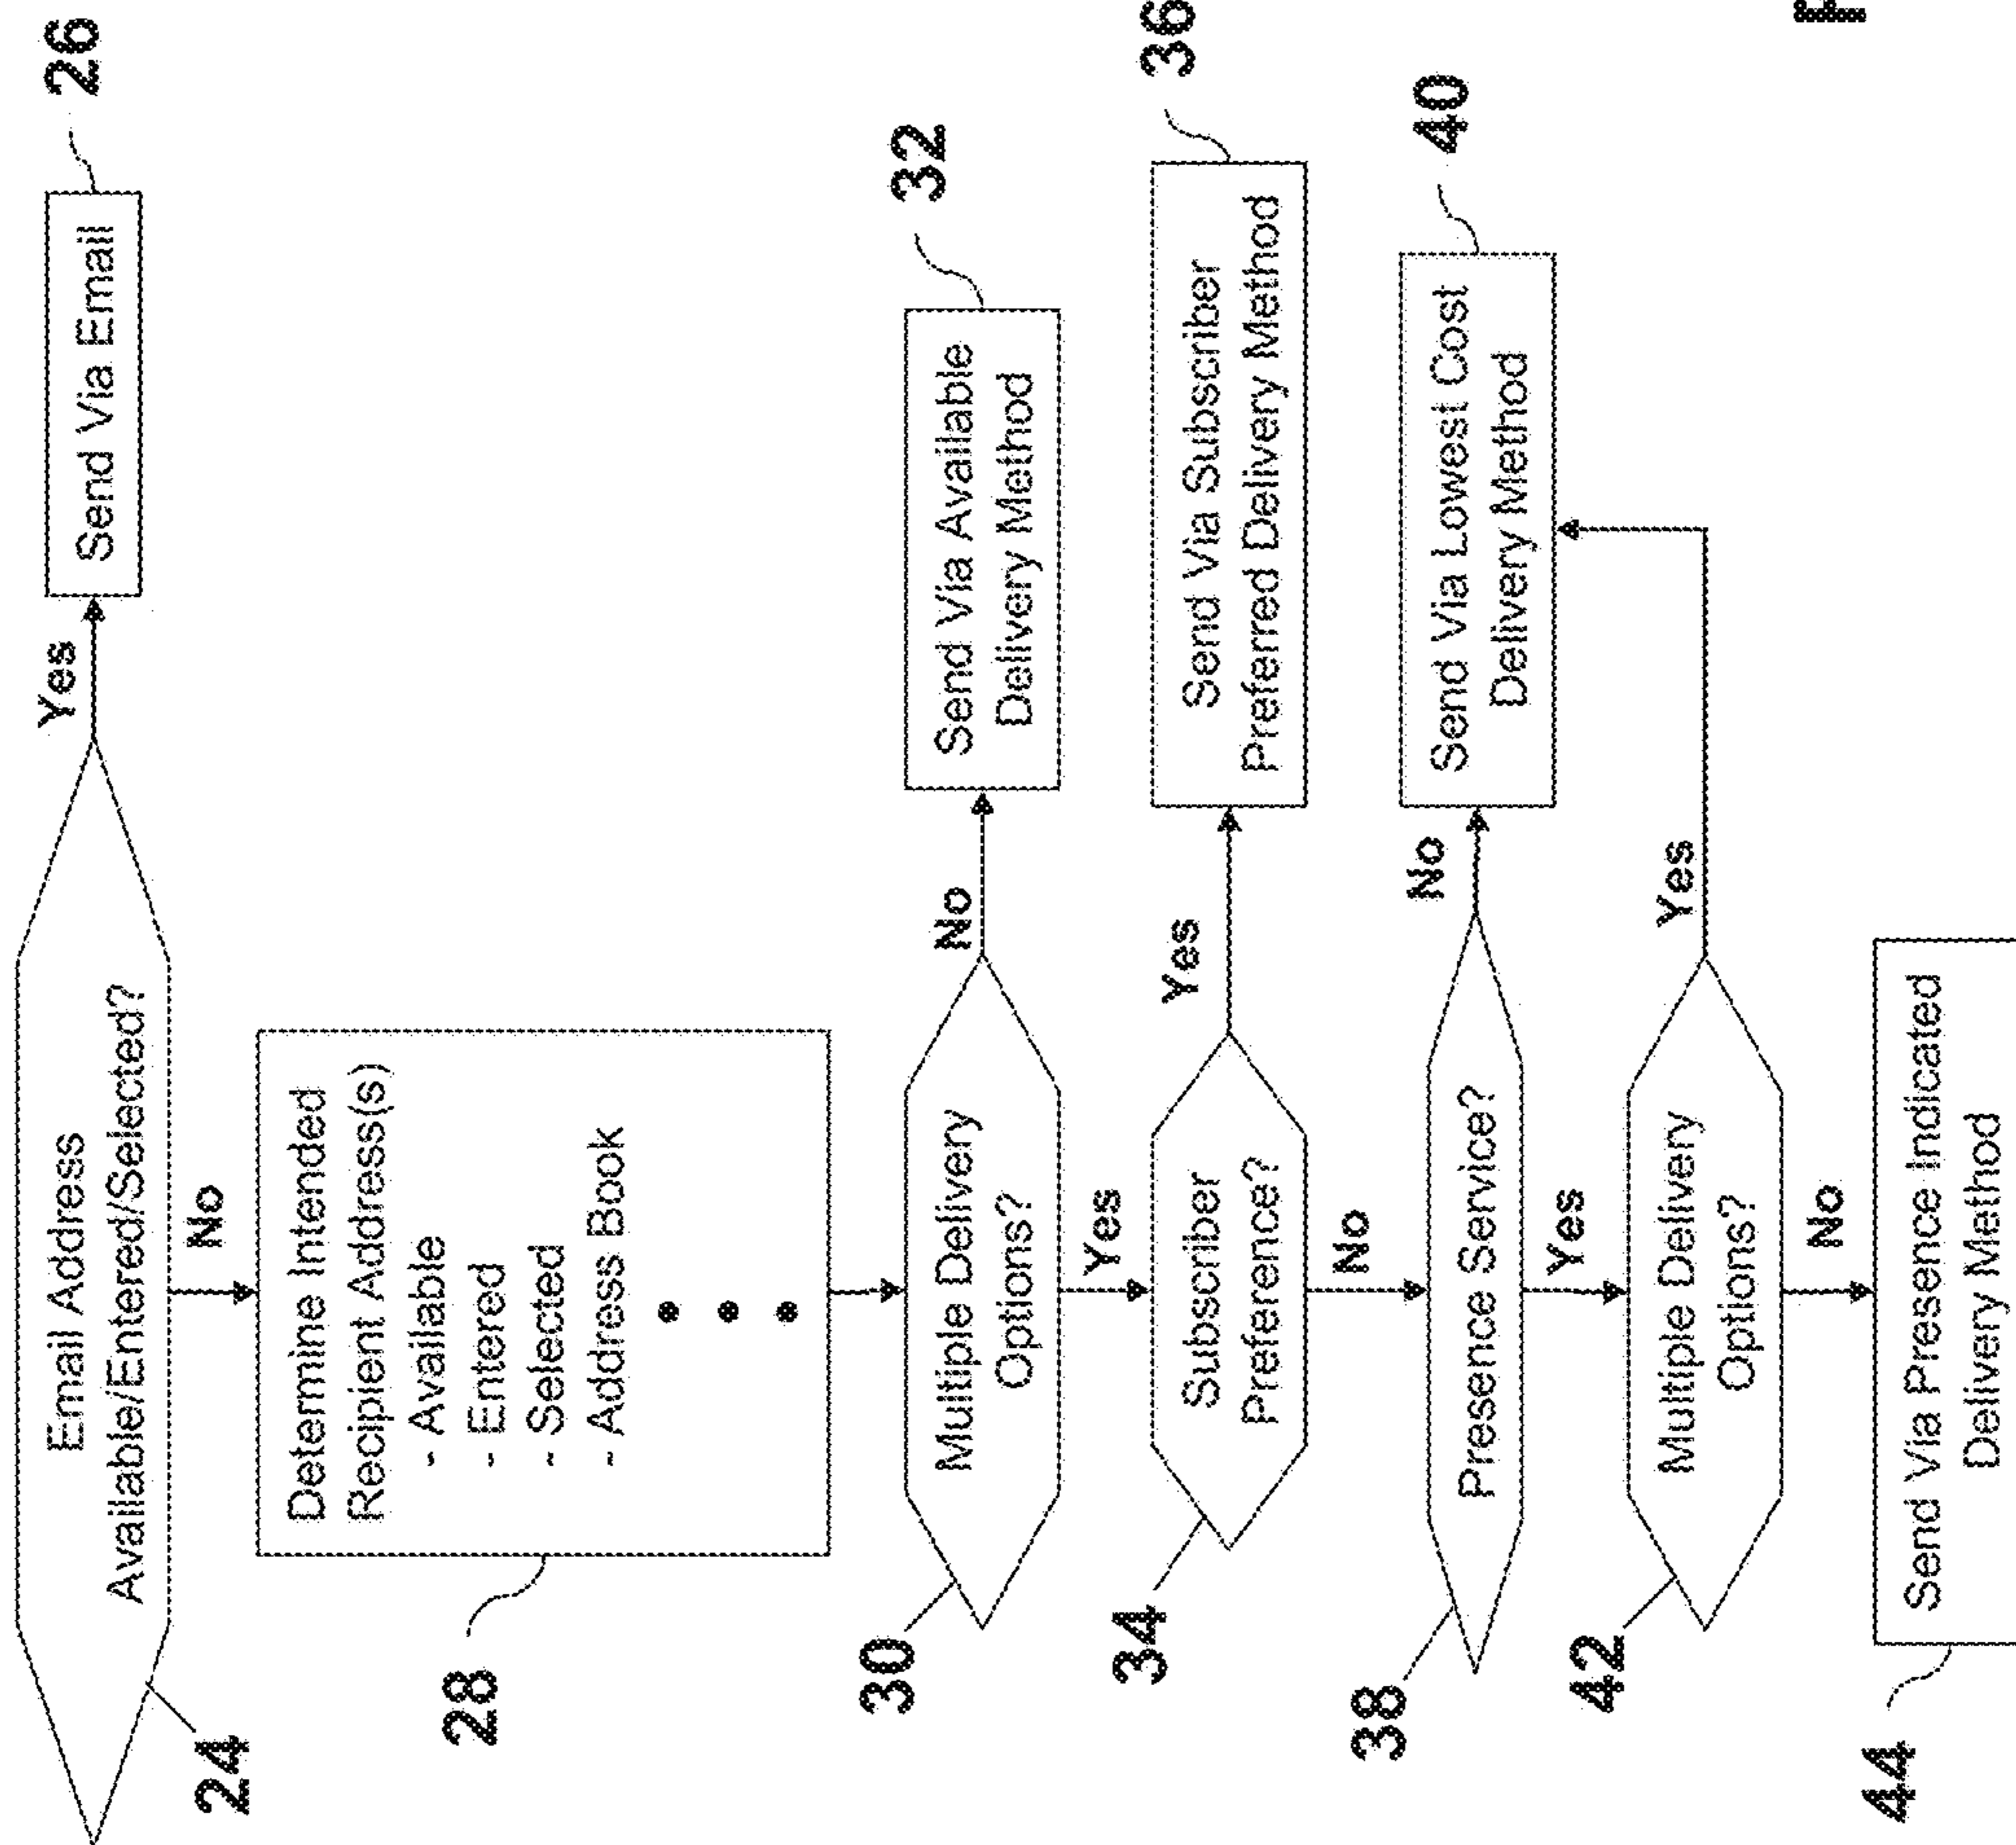 Email Address
Available/Entered/Selected?
24
Yes
Send Via Email
26
No
Determine Intended
Recipient Address(s)
- Available
- Entered
- Selected
- Address Book
28
Multiple Delivery
Options?
30
No
Send Via Available
Delivery Method
32
Yes
Subscriber
Preference?
34
Yes
Send Via Subscriber
Preferred Delivery Method
36
No
Presence Service?
38
No
Send Via Lowest Cost
Delivery Method
40
Yes
Multiple Delivery
Options?
42
Yes
No
Send Via Presence Indicated
Delivery Method
44